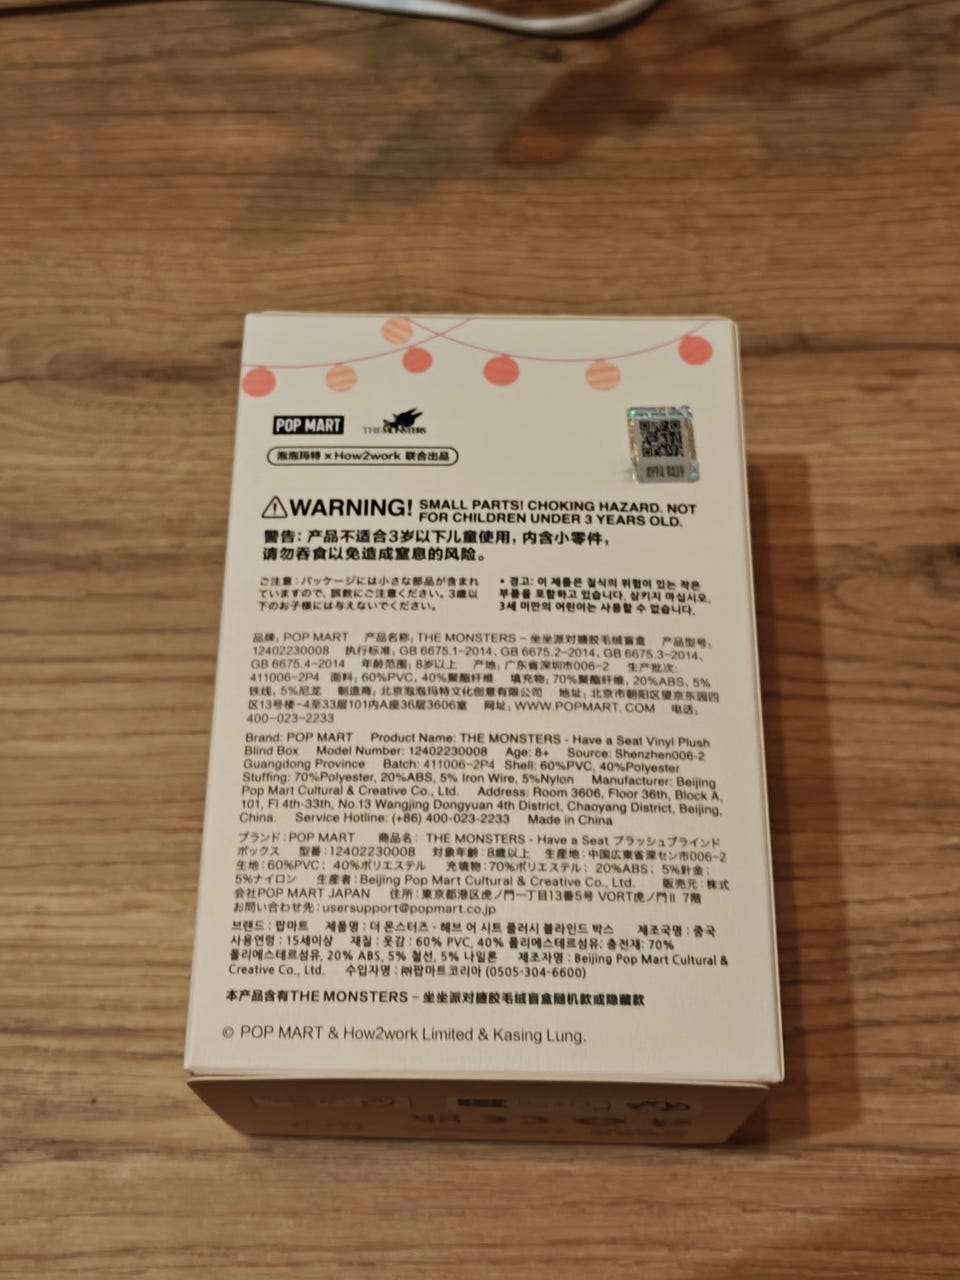 POP MART
THE MONSTERS
泡泡玛特 × How2work 联合出品
WARNING! SMALL PARTS! CHOKING HAZARD. NOT
FOR CHILDREN UNDER 3 YEARS OLD.
警告: 产品不适合3岁以下儿童使用，内含小零件，
请勿吞食以免造成窒息的风险。
ご注意：パッケージには小さな部品が含まれ
ていますので、誤飲にご注意ください。3歳以
下のお子様には与えないでください。
• 경고: 이 제품은 질식의 위험이 있는 작은
부품을 포함하고 있습니다. 삼키지 마십시오.
3세 미만의 어린이는 사용할 수 없습니다.
品牌: POP MART 产品名称: THE MONSTERS – 坐坐派对搪胶毛绒盲盒 产品型号:
12402230008 执行标准: GB 6675.1-2014、GB 6675.2-2014、GB 6675.3-2014、
GB 6675.4-2014 年龄范围: 8岁以上 产地: 广东省深圳市006-2 生产批次:
411006-2P4 面料: 60%PVC, 40%聚酯纤维 填充物: 70%聚酯纤维, 20%ABS, 5%
铁线, 5%尼龙 制造商: 北京泡泡玛特文化创意有限公司 地址: 北京市朝阳区望京东园四
区13号楼-4至33层101内A座36层3606室 网址: WWW.POPMART.COM 电话:
400-023-2233
Brand: POP MART Product Name: THE MONSTERS - Have a Seat Vinyl Plush
Blind Box Model Number: 12402230008 Age: 8+ Source: Shenzhen006-2
Guangdong Province Batch: 411006-2P4 Shell: 60%PVC, 40%Polyester
Stuffing: 70%Polyester, 20%ABS, 5% Iron Wire, 5%Nylon Manufacturer: Beijing
Pop Mart Cultural & Creative Co., Ltd. Address: Room 3606, Floor 36th, Block A,
101, Fl 4th-33th, No.13 Wangjing Dongyuan 4th District, Chaoyang District, Beijing,
China. Service Hotline: (+86) 400-023-2233 Made in China
ブランド：POP MART 商品名： THE MONSTERS - Have a Seat プラッシュブラインド
ボックス 型番：12402230008 対象年齢：8歳以上 生産地：中国広東省深セン市006-2
生地：60%PVC； 40%ポリエステル 充填物：70%ポリエステル； 20%ABS； 5%針金；
5%ナイロン 生産者：Beijing Pop Mart Cultural & Creative Co., Ltd. 販売元：株式
会社POP MART JAPAN 住所：東京都港区虎ノ門一丁目13番5号 VORT虎ノ門II 7階
お問い合わせ先：usersupport@popmart.co.jp
브랜드 : 팝마트 제품명 : 더 몬스터즈 - 헤브 어 시트 플러시 블라인드 박스 제조국명 : 중국
사용연령 : 15세이상 재질 : 옷감 : 60% PVC, 40% 폴리에스테르섬유: 충전재: 70%
폴리에스테르섬유, 20% ABS, 5% 철선, 5% 나일론 제조자명 : Beijing Pop Mart Cultural &
Creative Co., Ltd. 수입자명 : ㈜팝마트코리아 (0505-304-6600)
本产品含有THE MONSTERS – 坐坐派对搪胶毛绒盲盒随机款或隐藏款
© POP MART & How2work Limited & Kasing Lung.